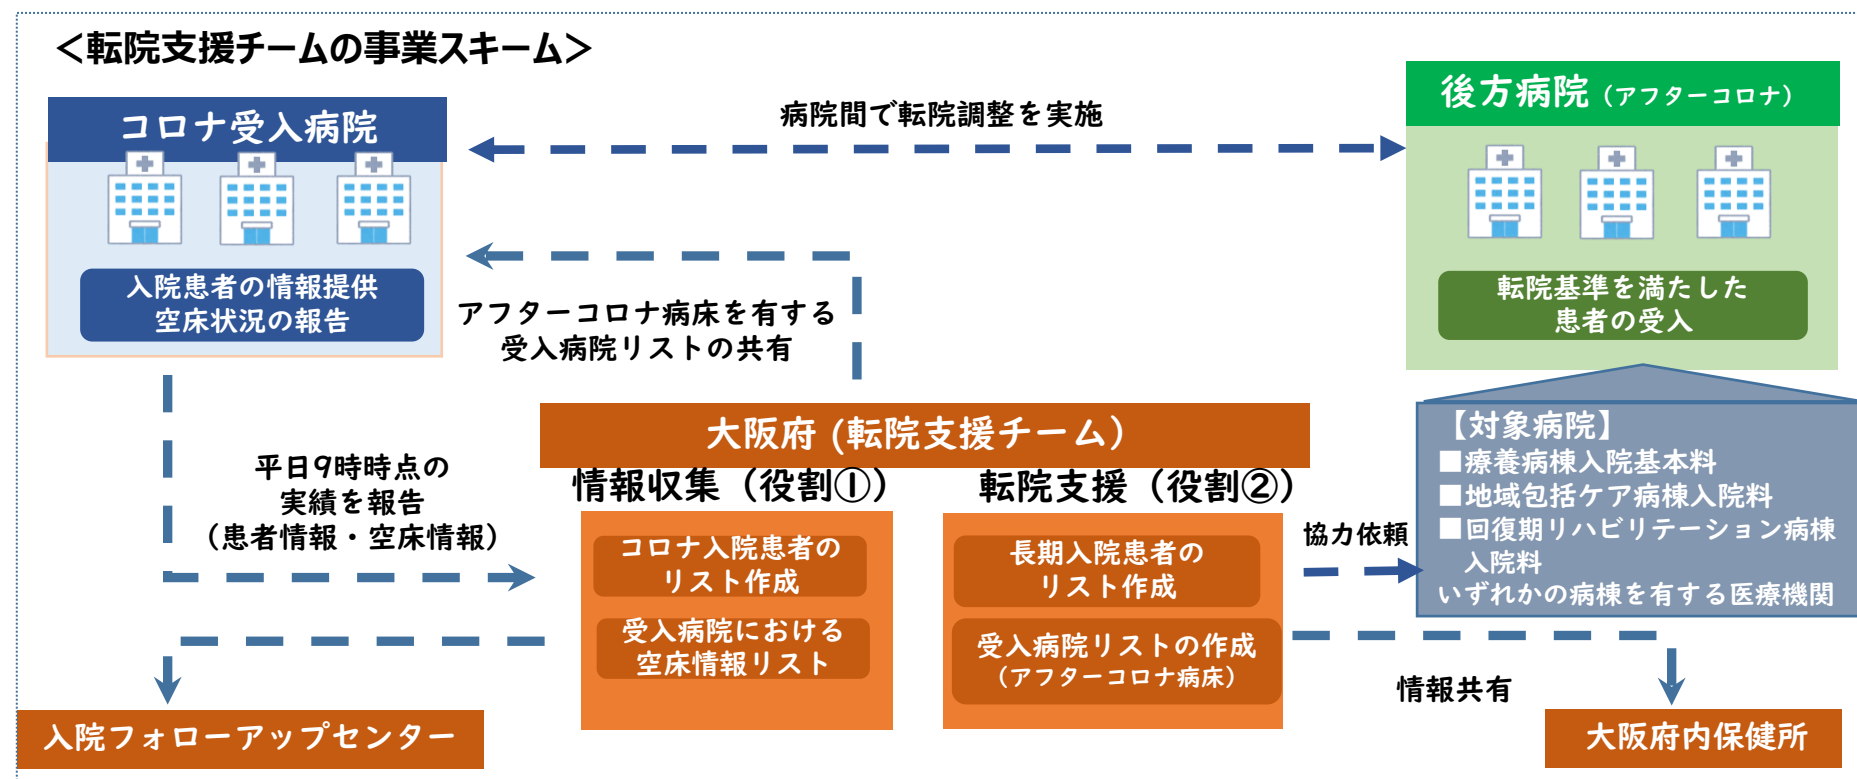 ＜転院支援チームの事業スキーム＞
コロナ受入病院
入院患者の情報提供
空床状況の報告
病院間で転院調整を実施
後方病院（アフターコロナ）
転院基準を満たした
患者の受入
アフターコロナ病床を有する
受入病院リストの共有
平日9時時点の
実績を報告
（患者情報・空床情報）
大阪府 (転院支援チーム）
情報収集（役割①）
コロナ入院患者の
リスト作成
受入病院における
空床情報リスト
転院支援（役割②）
長期入院患者の
リスト作成
受入病院リストの作成
（アフターコロナ病床）
協力依頼
【対象病院】
■療養病棟入院基本料
■地域包括ケア病棟入院料
■回復期リハビリテーション病棟
入院料
いずれかの病棟を有する医療機関
情報共有
入院フォローアップセンター
大阪府内保健所